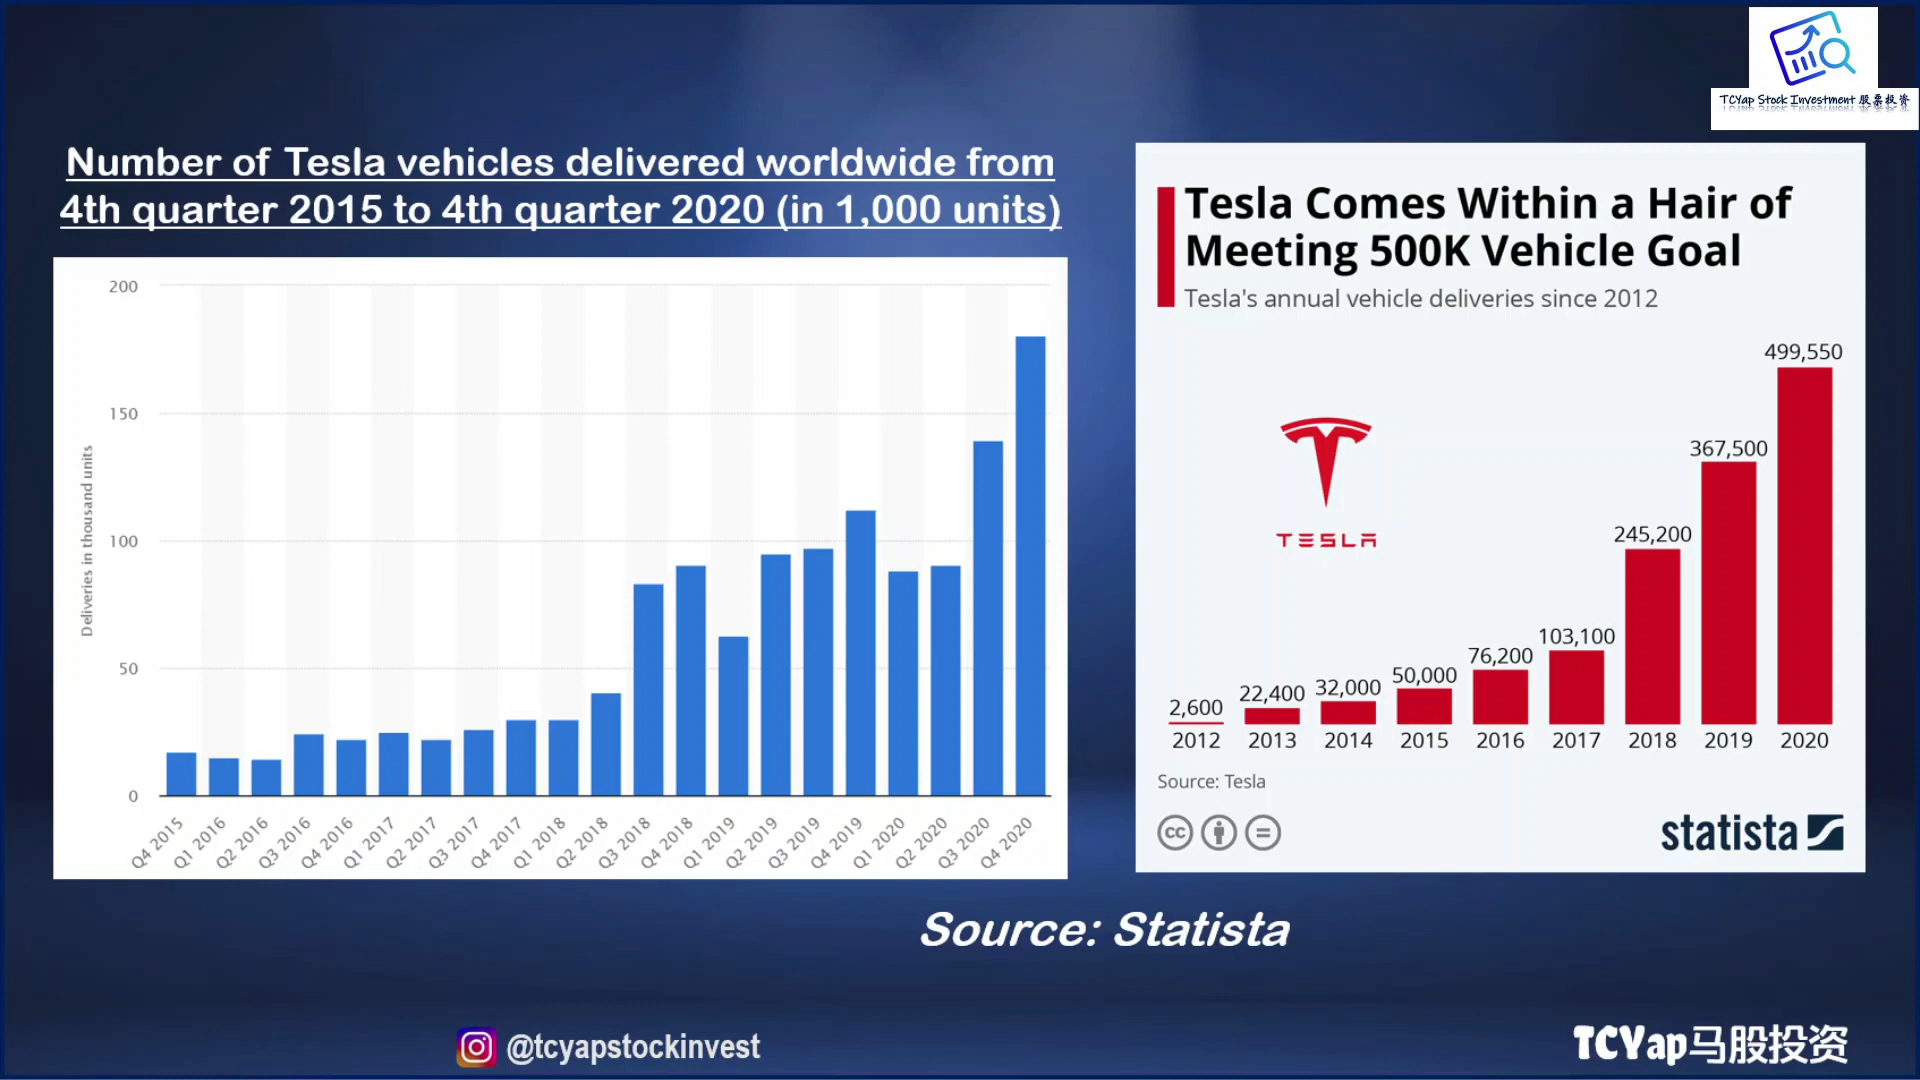 TCYap Stock Investment 股票投资
Number of Tesla vehicles delivered worldwide from
4th quarter 2015 to 4th quarter 2020 (in 1,000 units)
200
150
100
50
0
Deliveries in thousand units
Q4 2015
Q1 2016
Q2 2016
Q3 2016
Q4 2016
Q1 2017
Q2 2017
Q3 2017
Q4 2017
Q1 2018
Q2 2018
Q3 2018
Q4 2018
Q1 2019
Q2 2019
Q3 2019
Q4 2019
Q1 2020
Q2 2020
Q3 2020
Q4 2020
Tesla Comes Within a Hair of
Meeting 500K Vehicle Goal
Tesla's annual vehicle deliveries since 2012
TESLA
2,600
22,400
32,000
50,000
76,200
103,100
245,200
367,500
499,550
2012 2013 2014 2015 2016 2017 2018 2019 2020
Source: Tesla
cc
statista
Source: Statista
@tcyapstockinvest
TCYap马股投资